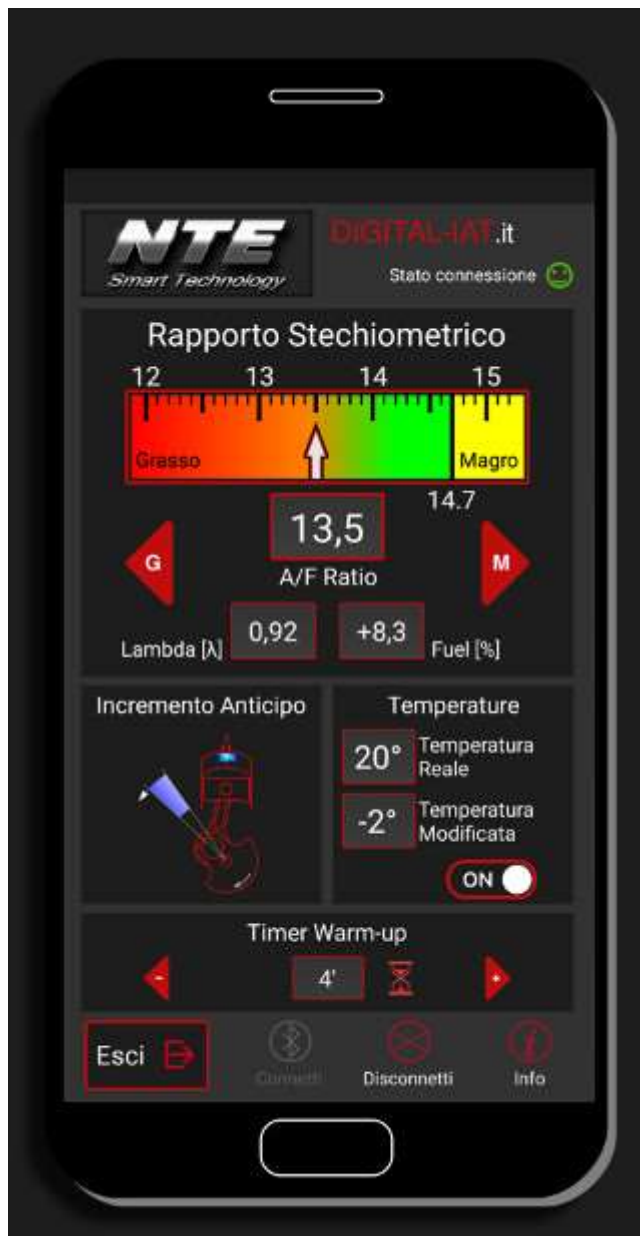 NTE
Smart Technology
DIGITAL-IAT.it
Stato connessione
Rapporto Stechiometrico
12 13 14 15
Grasso Magro
14.7
13,5
G M
A/F Ratio
Lambda [λ] 0,92 +8,3 Fuel [%]
Incremento Anticipo
Temperature
20° Temperatura
Reale
-2° Temperatura
Modificata
ON
Timer Warm-up
- 4' +
Esci
Connetti Disconnetti Info